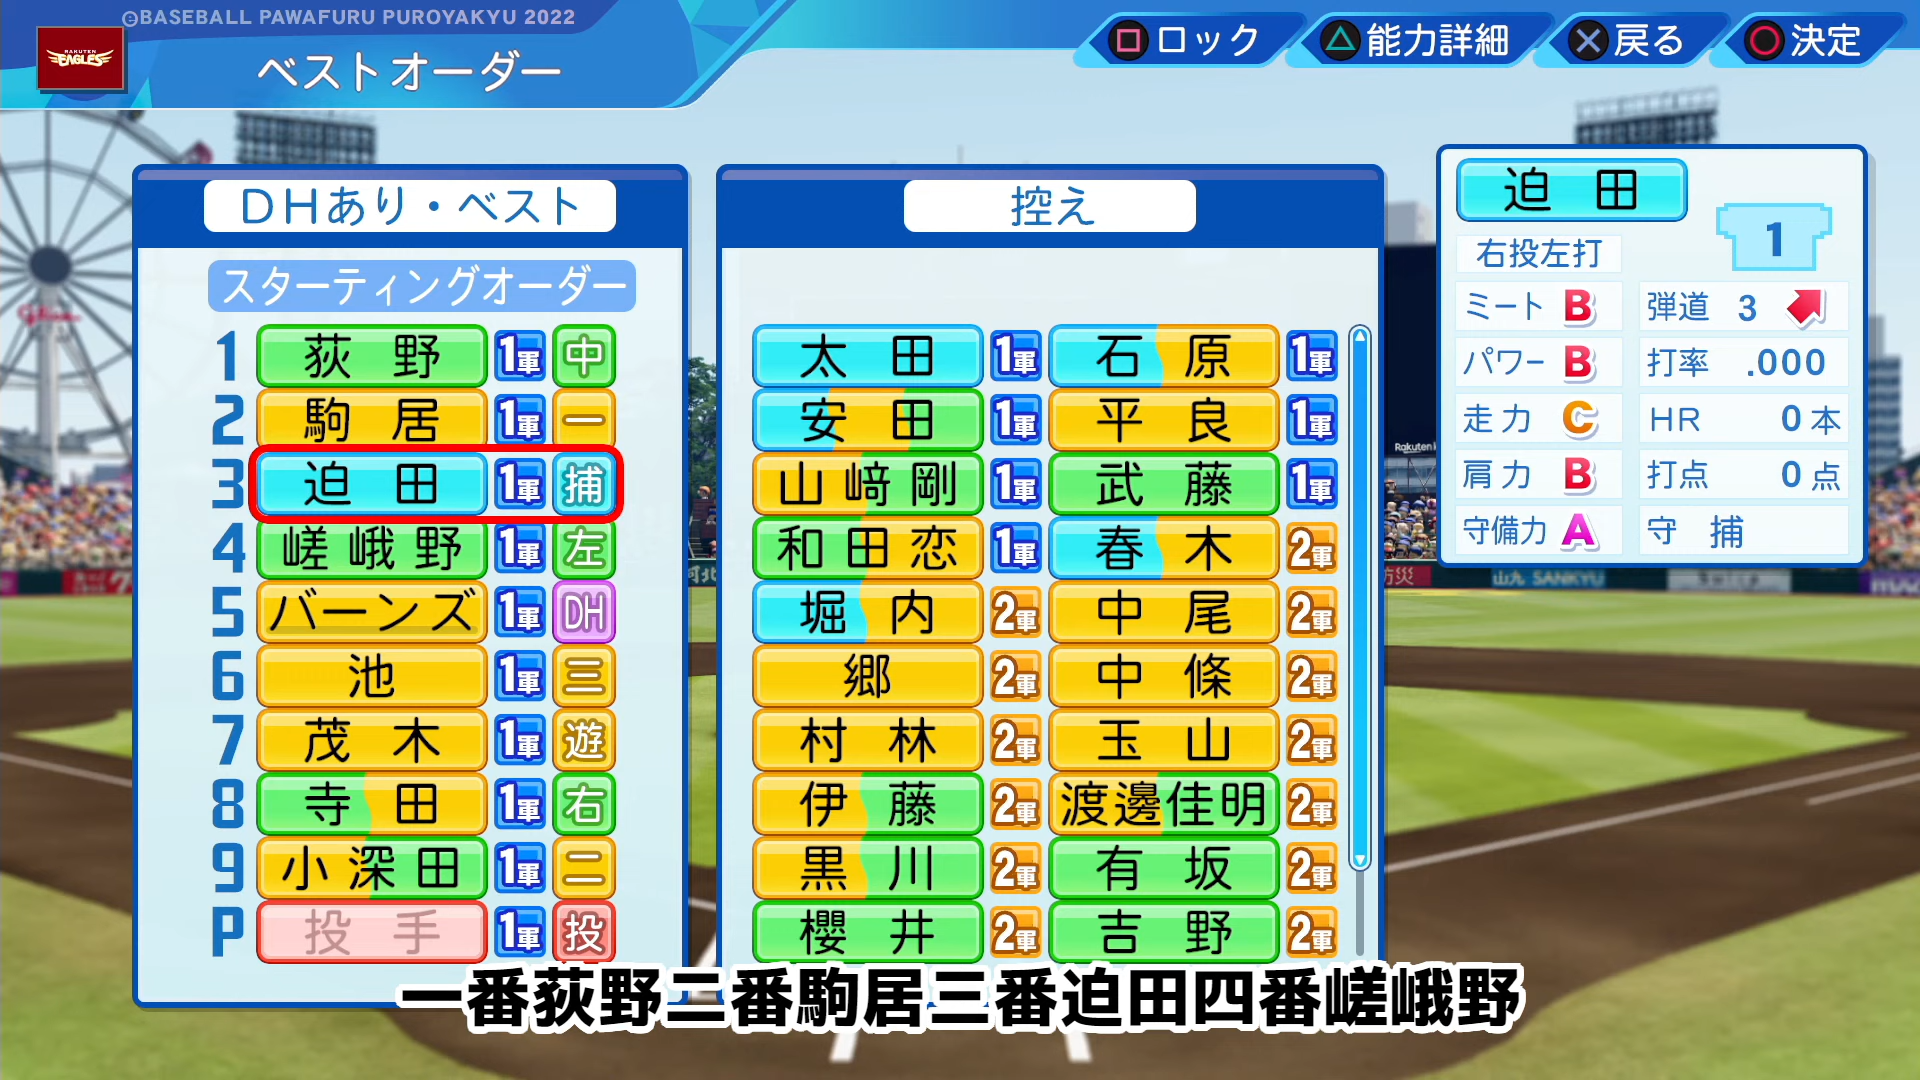 eBASEBALL PAWAFURU PUROYAKYU 2022
RAKUTEN EAGLES
ベストオーダー
ロック
能力詳細
戻る
決定
DHあり・ベスト
スターティングオーダー
1 荻野 1軍 中
2 駒居 1軍 一
3 迫田 1軍 捕
4 嵯峨野 1軍 左
5 バーンズ 1軍 DH
6 池 1軍 三
7 茂木 1軍 遊
8 寺田 1軍 右
9 小深田 1軍 二
P 投手 1軍 投
控え
太田 1軍 石原 1軍
安田 1軍 平良 1軍
山﨑剛 1軍 武藤 1軍
和田恋 1軍 春木 2軍
堀内 2軍 中尾 2軍
郷 2軍 中條 2軍
村林 2軍 玉山 2軍
伊藤 2軍 渡邊佳明 2軍
黒川 2軍 有坂 2軍
櫻井 2軍 吉野 2軍
迫田
1
右投左打
ミート B 弾道 3
パワー B 打率 .000
走力 C HR 0本
肩力 B 打点 0点
守備力 A 守 捕
山九 SANKYU
一番荻野二番駒居三番迫田四番嵯峨野